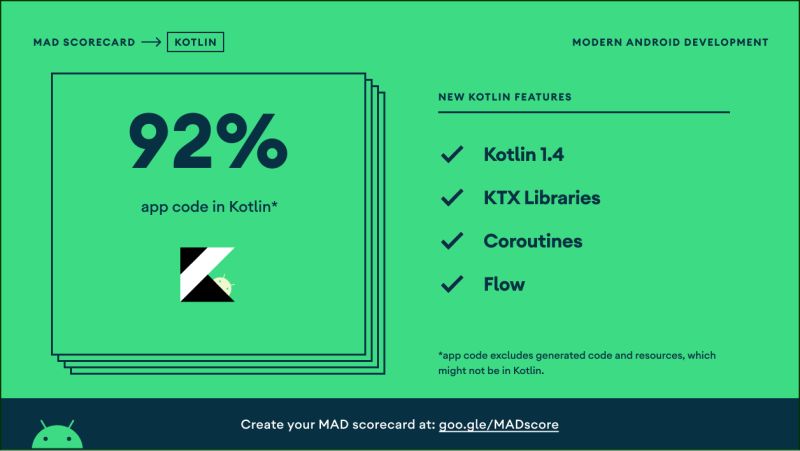 MAD SCORECARD → KOTLIN
MODERN ANDROID DEVELOPMENT
92%
app code in Kotlin*
NEW KOTLIN FEATURES
Kotlin 1.4
KTX Libraries
Coroutines
Flow
*app code excludes generated code and resources, which
might not be in Kotlin.
Create your MAD scorecard at: goo.gle/MADscore